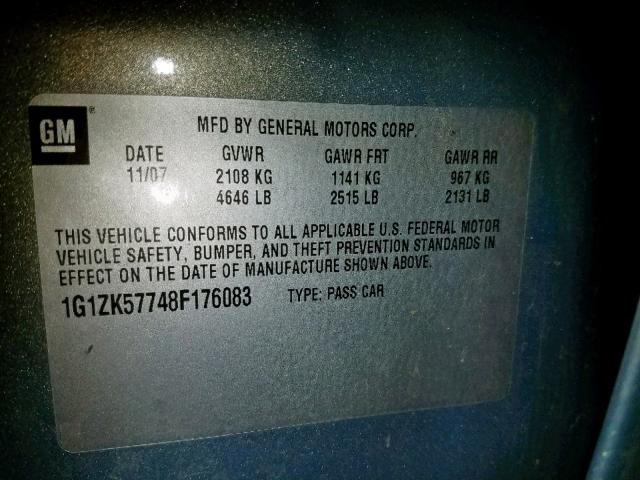 GM ®
MFD BY GENERAL MOTORS CORP.
DATE GVWR GAWR FRT GAWR RR
11/07 2108 KG 1141 KG 967 KG
4646 LB 2515 LB 2131 LB
THIS VEHICLE CONFORMS TO ALL APPLICABLE U.S. FEDERAL MOTOR
VEHICLE SAFETY, BUMPER, AND THEFT PREVENTION STANDARDS IN
EFFECT ON THE DATE OF MANUFACTURE SHOWN ABOVE.
1G1ZK57748F176083 TYPE: PASS CAR